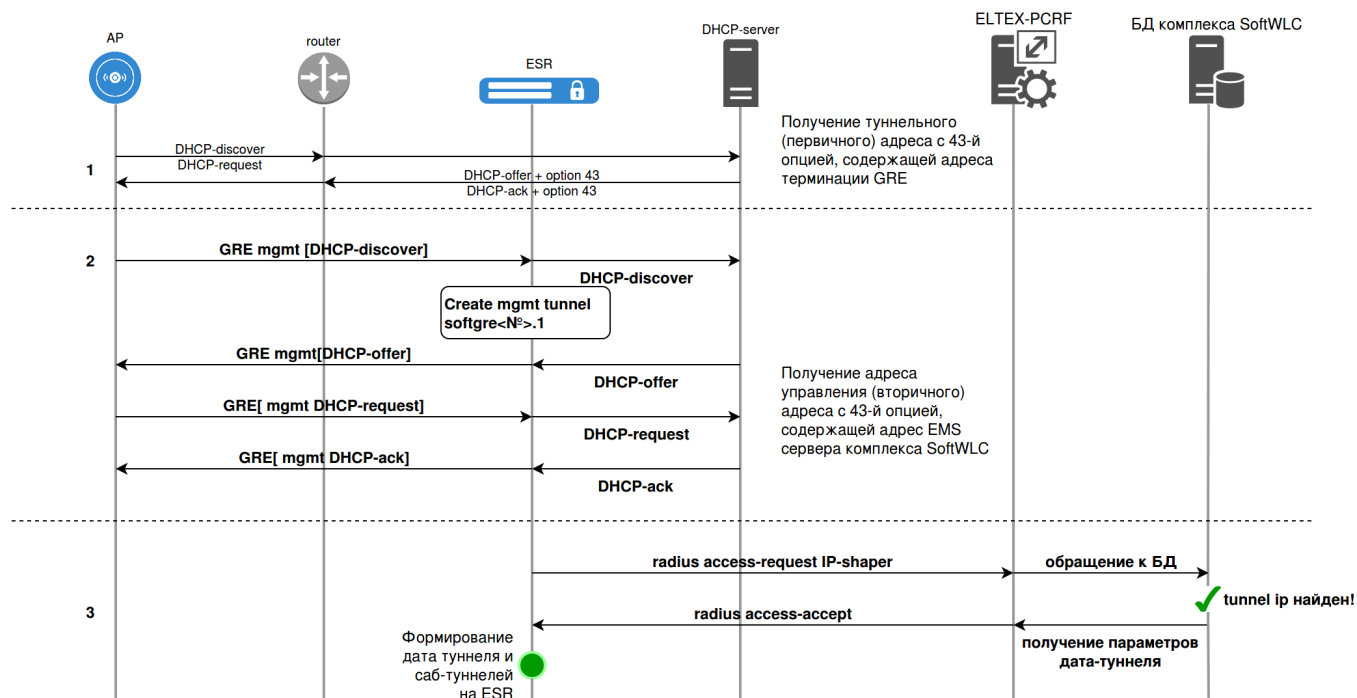 AP
router
ESR
DHCP-server
ELTEX-PCRF
БД комплекса SoftWLC
1
DHCP-discover
DHCP-request
DHCP-offer + option 43
DHCP-ack + option 43
Получение туннельного
(первичного) адреса с 43-й
опцией, содержащей адреса
терминации GRE
2
GRE mgmt [DHCP-discover]
DHCP-discover
Create mgmt tunnel
softgre<№>.1
GRE mgmt[DHCP-offer]
DHCP-offer
GRE[ mgmt DHCP-request]
DHCP-request
GRE[ mgmt DHCP-ack]
DHCP-ack
Получение адреса
управления (вторичного)
адреса с 43-й опцией,
содержащей адрес EMS
сервера комплекса SoftWLC
3
radius access-request IP-shaper
обращение к БД
tunnel ip найден!
radius access-accept
получение параметров
дата-туннеля
Формирование
дата туннеля и
саб-туннелей
на ESR